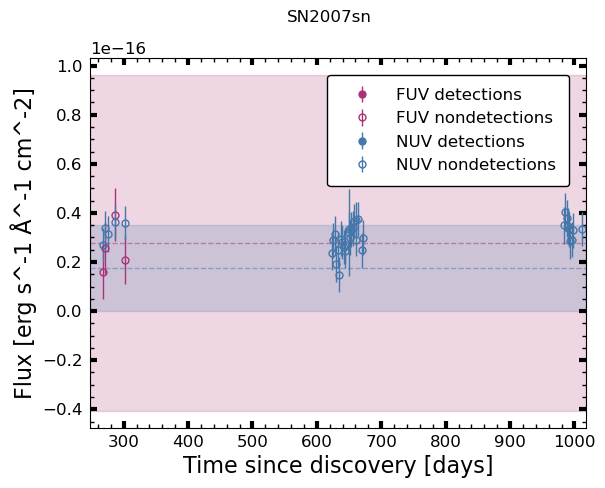 SN2007sn
1e−16
1.0
0.8
0.6
0.4
0.2
0.0
−0.2
−0.4
Flux [erg s^-1 Å^-1 cm^-2]
FUV detections
FUV nondetections
NUV detections
NUV nondetections
300 400 500 600 700 800 900 1000
Time since discovery [days]